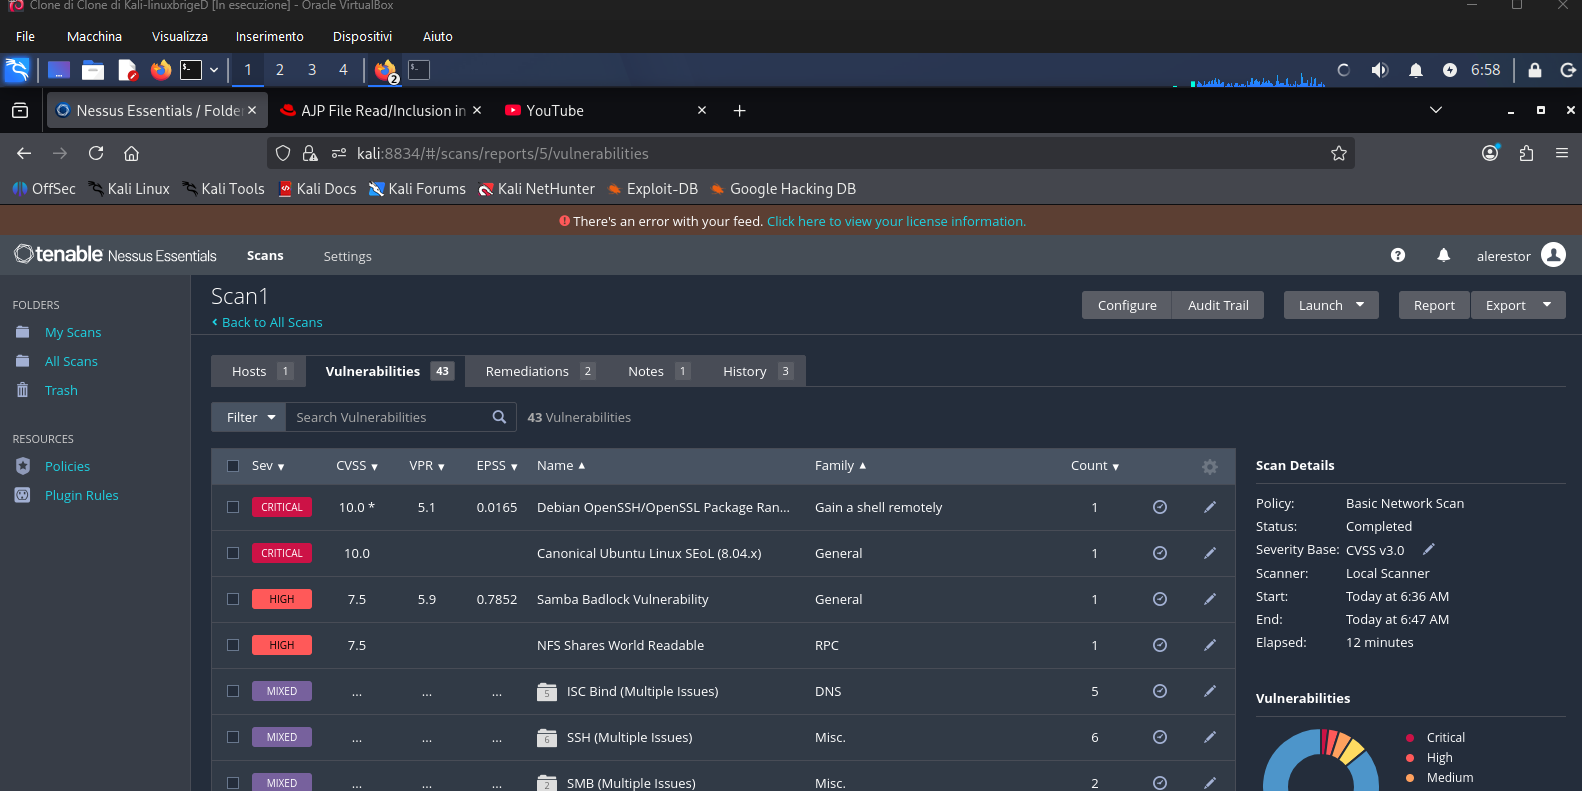 Clone di Clone di Kali-linuxbrigeD [In esecuzione] - Oracle VirtualBox
File Macchina Visualizza Inserimento Dispositivi Aiuto
1 2 3 4 2 6:58
Nessus Essentials / Folde AJP File Read/Inclusion in YouTube
kali:8834/#/scans/reports/5/vulnerabilities
OffSec Kali Linux Kali Tools Kali Docs Kali Forums Kali NetHunter Exploit-DB Google Hacking DB
There's an error with your feed. Click here to view your license information.
tenable Nessus Essentials Scans Settings alerestor
FOLDERS
My Scans
All Scans
Trash
RESOURCES
Policies
Plugin Rules
Scan1
Back to All Scans
Configure Audit Trail Launch Report Export
Hosts 1 Vulnerabilities 43 Remediations 2 Notes 1 History 3
Filter Search Vulnerabilities 43 Vulnerabilities
Sev CVSS VPR EPSS Name Family Count
CRITICAL 10.0 * 5.1 0.0165 Debian OpenSSH/OpenSSL Package Ran... Gain a shell remotely 1
CRITICAL 10.0 Canonical Ubuntu Linux SEoL (8.04.x) General 1
HIGH 7.5 5.9 0.7852 Samba Badlock Vulnerability General 1
HIGH 7.5 NFS Shares World Readable RPC 1
MIXED ... ... ... 5 ISC Bind (Multiple Issues) DNS 5
MIXED ... ... ... 6 SSH (Multiple Issues) Misc. 6
MIXED ... ... ... 2 SMB (Multiple Issues) Misc. 2
Scan Details
Policy: Basic Network Scan
Status: Completed
Severity Base: CVSS v3.0
Scanner: Local Scanner
Start: Today at 6:36 AM
End: Today at 6:47 AM
Elapsed: 12 minutes
Vulnerabilities
Critical
High
Medium